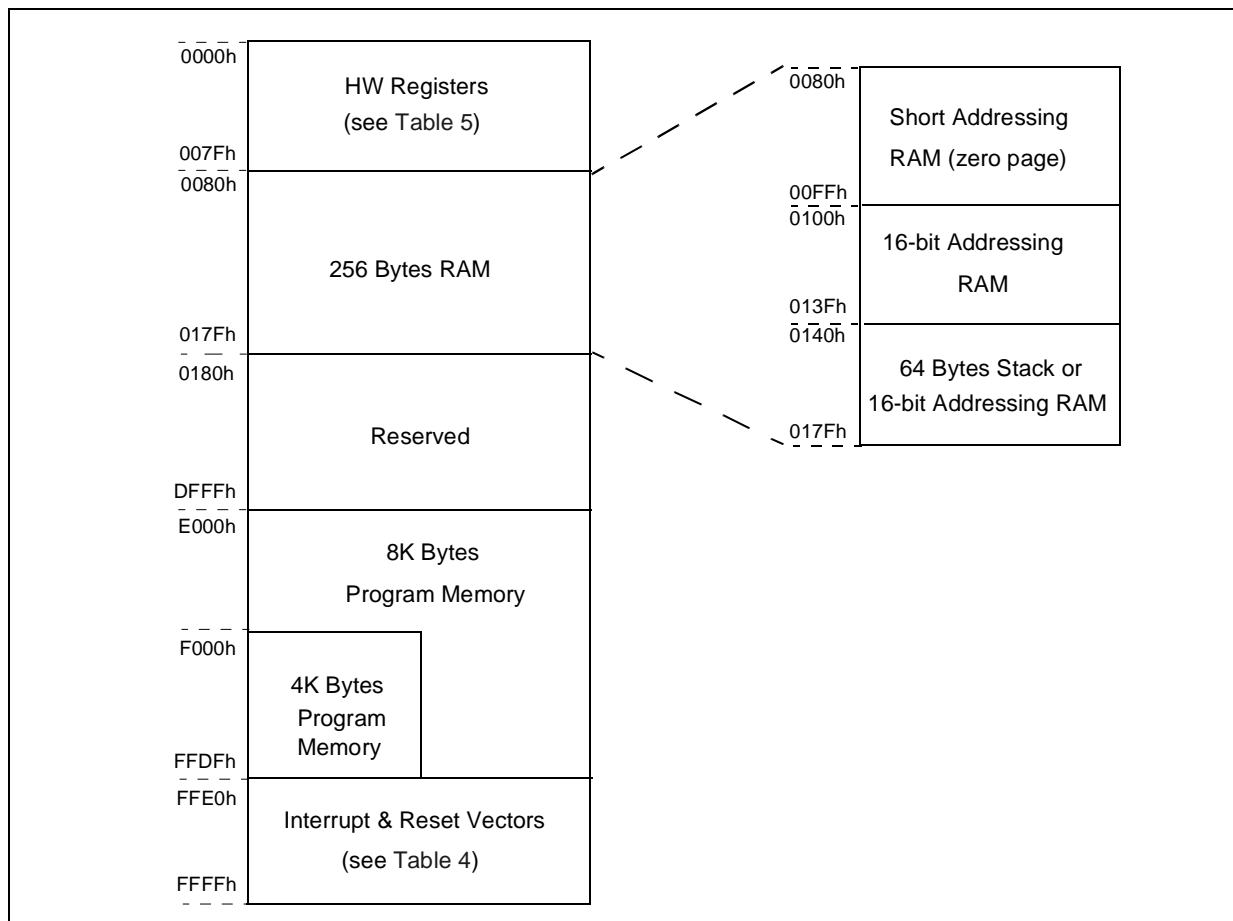 0000h
HW Registers
(see Table 5)
007Fh
0080h
256 Bytes RAM
017Fh
0180h
Reserved
DFFFh
E000h
8K Bytes
Program Memory
F000h
4K Bytes
Program
Memory
FFDFh
FFE0h
Interrupt & Reset Vectors
(see Table 4)
FFFFh
0080h
Short Addressing
RAM (zero page)
00FFh
0100h
16-bit Addressing
RAM
013Fh
0140h
64 Bytes Stack or
16-bit Addressing RAM
017Fh